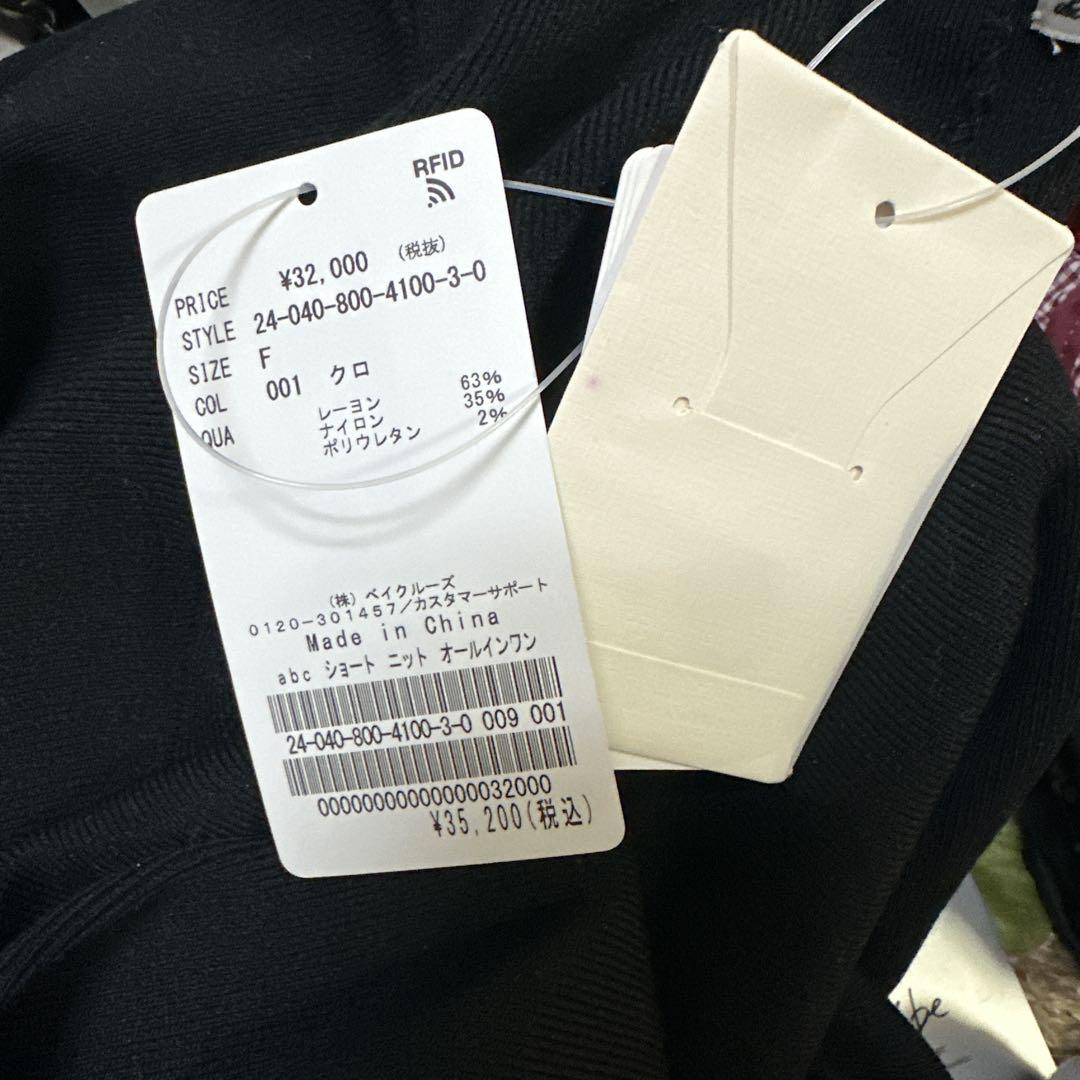 RFID
PRICE ¥32,000 (税抜)
STYLE 24-040-800-4100-3-0
SIZE F
COL 001 クロ
QUA レーヨン 63%
ナイロン 35%
ポリウレタン 2%
(株)ベイクルーズ
0120-301457/カスタマーサポート
Made in China
abc ショート ニット オールインワン
24-040-800-4100-3-0 009 001
0000000000000032000
¥35,200(税込)